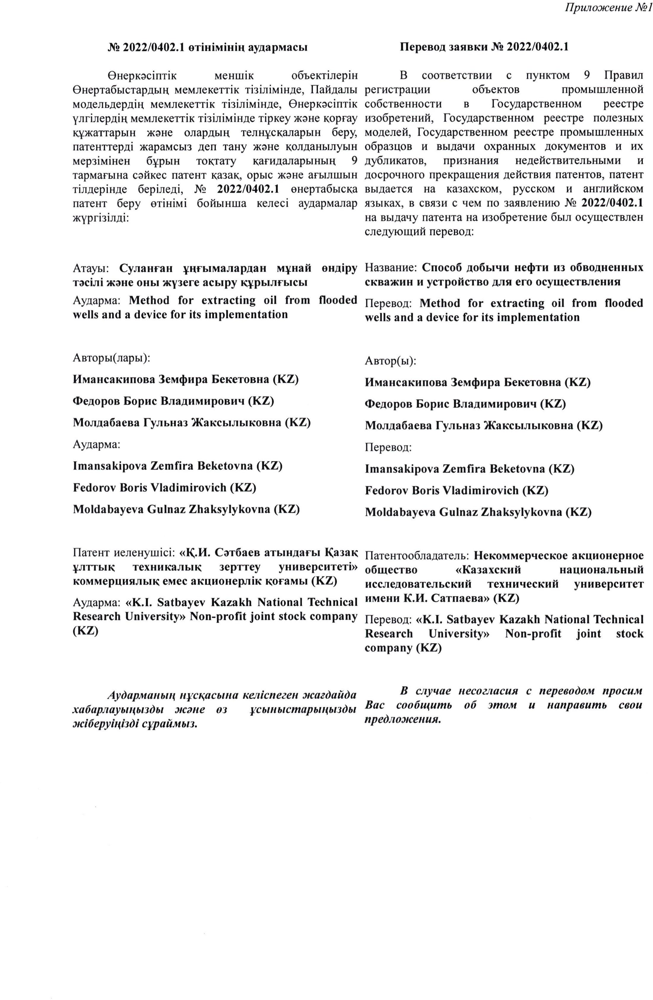 Приложение №1
№ 2022/0402.1 өтінімінің аудармасы
Өнеркәсіптік меншік объектілерін
Өнертабыстардың мемлекеттік тізілімінде, Пайдалы
модельдердің мемлекеттік тізілімінде, Өнеркәсіптік
үлгілердің мемлекеттік тізілімінде тіркеу және қорғау
құжаттарын және олардың телнұсқаларын беру,
патенттерді жарамсыз деп тану және қолданылуын
мерзімінен бұрын тоқтату қағидаларының 9
тармағына сәйкес патент қазақ, орыс және ағылшын
тілдерінде беріледі, № 2022/0402.1 өнертабысқа
патент беру өтінімі бойынша келесі аудармалар
жүргізілді:
Атауы: Суланған ұңғымалардан мұнай өндіру
тәсілі және оны жүзеге асыру құрылғысы
Аударма: Method for extracting oil from flooded
wells and a device for its implementation
Авторы(лары):
Имансакипова Земфира Бекетовна (KZ)
Федоров Борис Владимирович (KZ)
Молдабаева Гульназ Жаксылыковна (KZ)
Аударма:
Imansakipova Zemfira Beketovna (KZ)
Fedorov Boris Vladimirovich (KZ)
Moldabayeva Gulnaz Zhaksylykovna (KZ)
Патент иеленушісі: «Қ.И. Сәтбаев атындағы Қазақ
ұлттық техникалық зерттеу университеті»
коммерциялық емес акционерлік қоғамы (KZ)
Аударма: «K.I. Satbayev Kazakh National Technical
Research University» Non-profit joint stock company
(KZ)
Аударманың нұсқасына келіспеген жағдайда
хабарлауыңызды және өз ұсыныстарыңызды
жіберуіңізді сұраймыз.
Перевод заявки № 2022/0402.1
В соответствии с пунктом 9 Правил
регистрации объектов промышленной
собственности в Государственном реестре
изобретений, Государственном реестре полезных
моделей, Государственном реестре промышленных
образцов и выдачи охранных документов и их
дубликатов, признания недействительными и
досрочного прекращения действия патентов, патент
выдается на казахском, русском и английском
языках, в связи с чем по заявлению № 2022/0402.1
на выдачу патента на изобретение был осуществлен
следующий перевод:
Название: Способ добычи нефти из обводненных
скважин и устройство для его осуществления
Перевод: Method for extracting oil from flooded
wells and a device for its implementation
Автор(ы):
Имансакипова Земфира Бекетовна (KZ)
Федоров Борис Владимирович (KZ)
Молдабаева Гульназ Жаксылыковна (KZ)
Перевод:
Imansakipova Zemfira Beketovna (KZ)
Fedorov Boris Vladimirovich (KZ)
Moldabayeva Gulnaz Zhaksylykovna (KZ)
Патентообладатель: Некоммерческое акционерное
общество «Казахский национальный
исследовательский технический университет
имени К.И. Сатпаева» (KZ)
Перевод: «K.I. Satbayev Kazakh National Technical
Research University» Non-profit joint stock
company (KZ)
В случае несогласия с переводом просим
Вас сообщить об этом и направить свои
предложения.